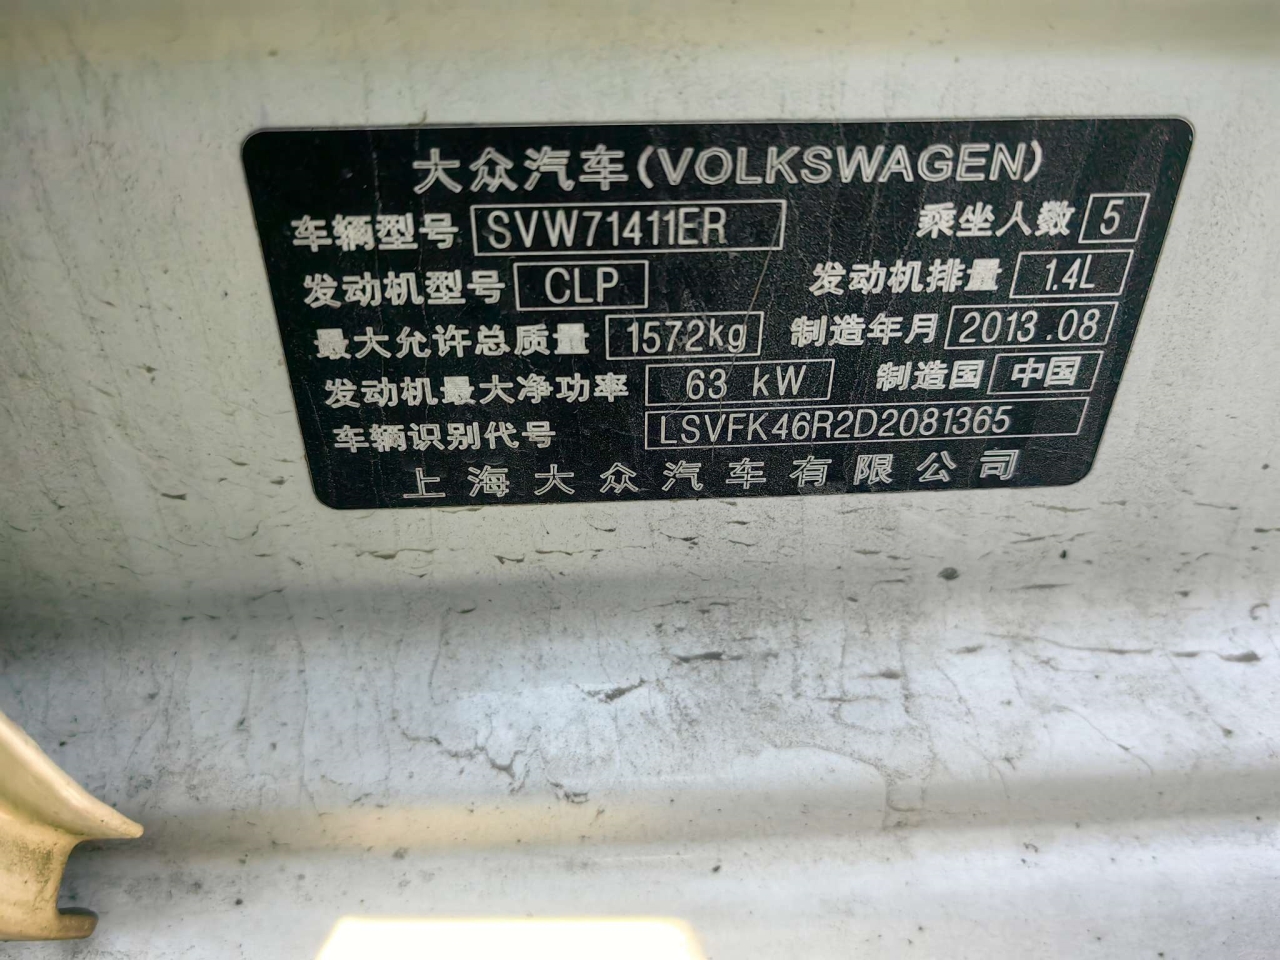 大众汽车(VOLKSWAGEN)
车辆型号 SVW71411ER 乘坐人数 5
发动机型号 CLP 发动机排量 1.4L
最大允许总质量 1572kg 制造年月 2013.08
发动机最大净功率 63 kW 制造国 中国
车辆识别代号 LSVFK46R2D2081365
上海大众汽车有限公司